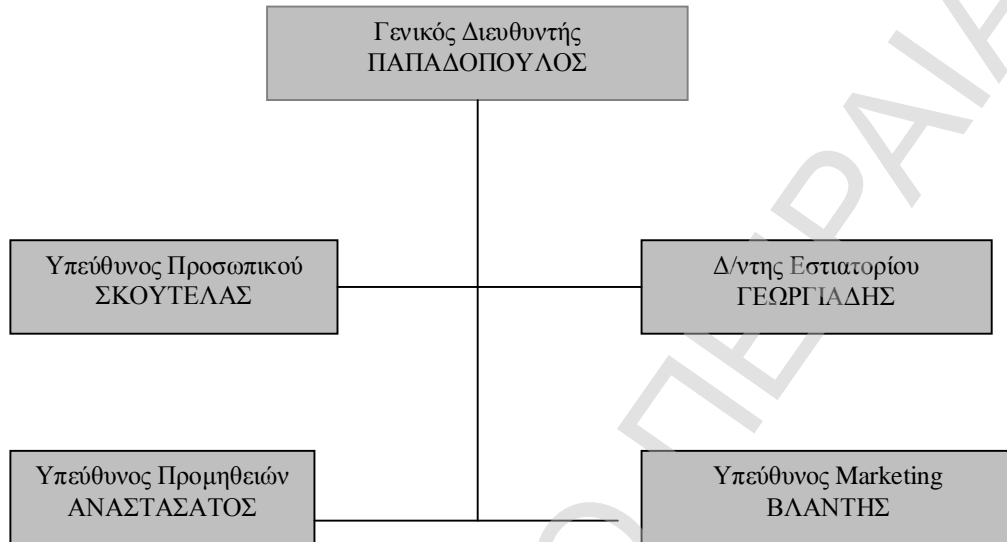 Γενικός Διευθυντής
ΠΑΠΑΔΟΠΟΥΛΟΣ
Υπεύθυνος Προσωπικού
ΣΚΟΥΤΕΛΑΣ
Δ/ντης Εστιατορίου
ΓΕΩΡΓΙΑΔΗΣ
Υπεύθυνος Προμηθειών
ΑΝΑΣΤΑΣΑΤΟΣ
Υπεύθυνος Marketing
ΒΛΑΝΤΗΣ